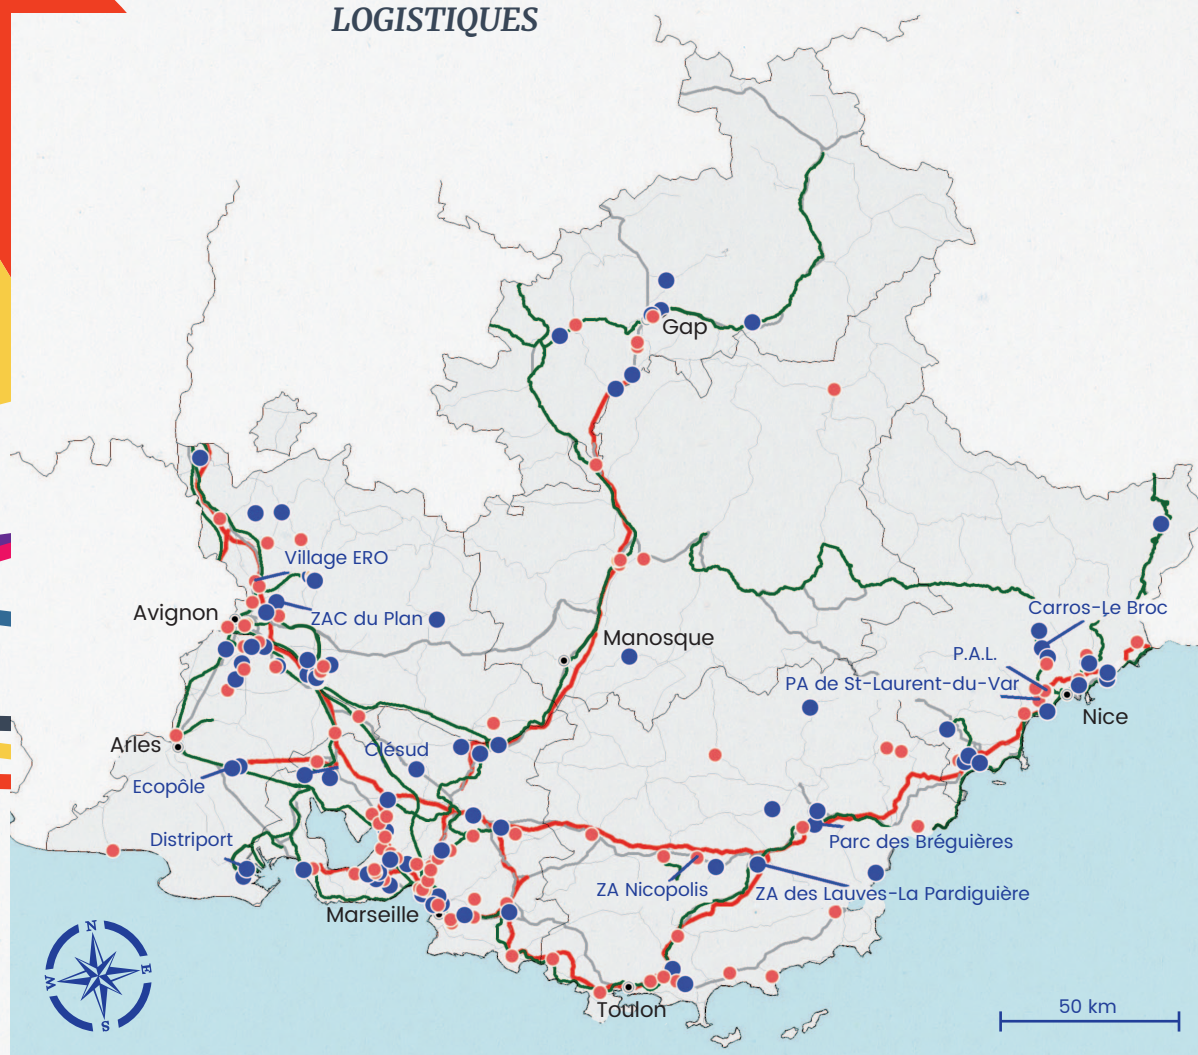 LOGISTIQUES
Gap
Village ERO
Avignon
ZAC du Plan
Manosque
Carros-Le Broc
P.A.L.
PA de St-Laurent-du-Var
Nice
Arles
Clésud
Ecopôle
Distriport
Parc des Bréguières
ZA Nicopolis
ZA des Lauves-La Pardiguière
Marseille
Toulon
N
W
E
S
50 km